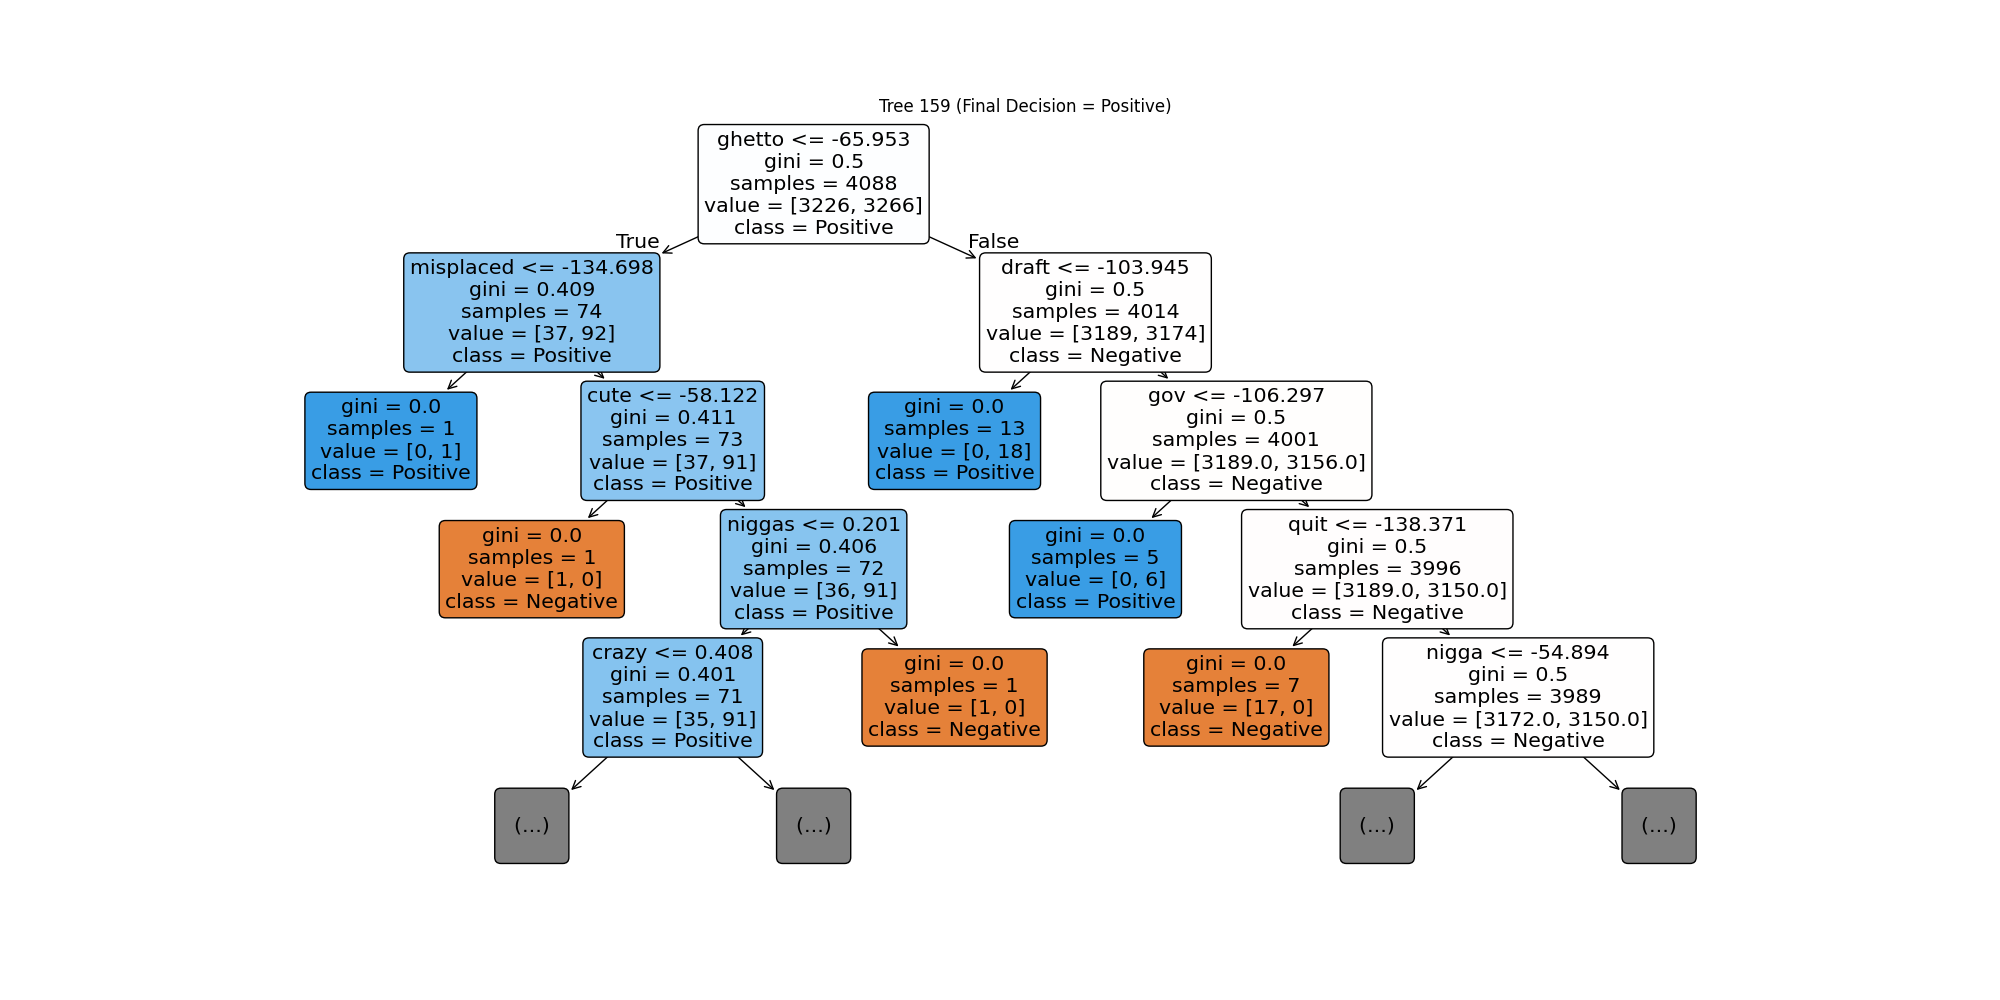 Tree 159 (Final Decision = Positive)
ghetto <= -65.953
gini = 0.5
samples = 4088
value = [3226, 3266]
class = Positive
True
False
misplaced <= -134.698
gini = 0.409
samples = 74
value = [37, 92]
class = Positive
draft <= -103.945
gini = 0.5
samples = 4014
value = [3189, 3174]
class = Negative
gini = 0.0
samples = 1
value = [0, 1]
class = Positive
cute <= -58.122
gini = 0.411
samples = 73
value = [37, 91]
class = Positive
gini = 0.0
samples = 13
value = [0, 18]
class = Positive
gov <= -106.297
gini = 0.5
samples = 4001
value = [3189.0, 3156.0]
class = Negative
gini = 0.0
samples = 1
value = [1, 0]
class = Negative
niggas <= 0.201
gini = 0.406
samples = 72
value = [36, 91]
class = Positive
gini = 0.0
samples = 5
value = [0, 6]
class = Positive
quit <= -138.371
gini = 0.5
samples = 3996
value = [3189.0, 3150.0]
class = Negative
crazy <= 0.408
gini = 0.401
samples = 71
value = [35, 91]
class = Positive
gini = 0.0
samples = 1
value = [1, 0]
class = Negative
gini = 0.0
samples = 7
value = [17, 0]
class = Negative
nigga <= -54.894
gini = 0.5
samples = 3989
value = [3172.0, 3150.0]
class = Negative
(...)
(...)
(...)
(...)